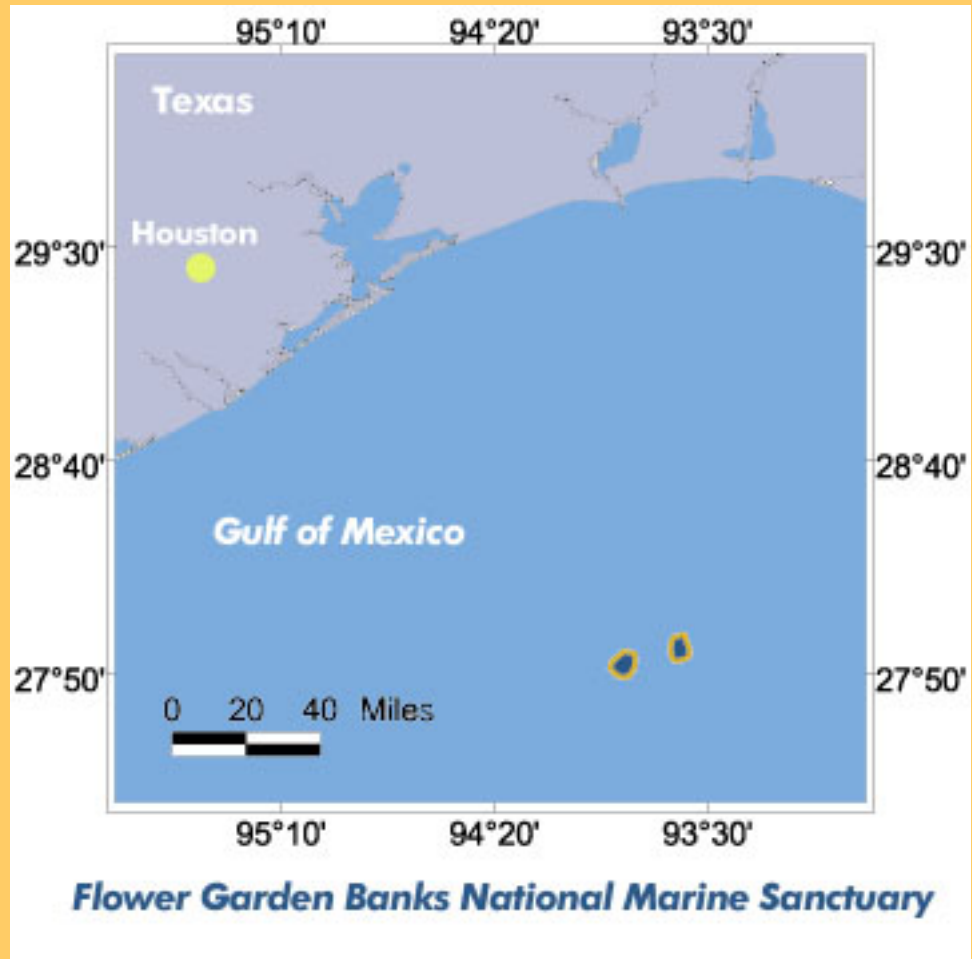 95°10' 94°20' 93°30'
Texas
Houston
29°30' 29°30'
28°40' 28°40'
Gulf of Mexico
27°50' 27°50'
0 20 40 Miles
95°10' 94°20' 93°30'
Flower Garden Banks National Marine Sanctuary